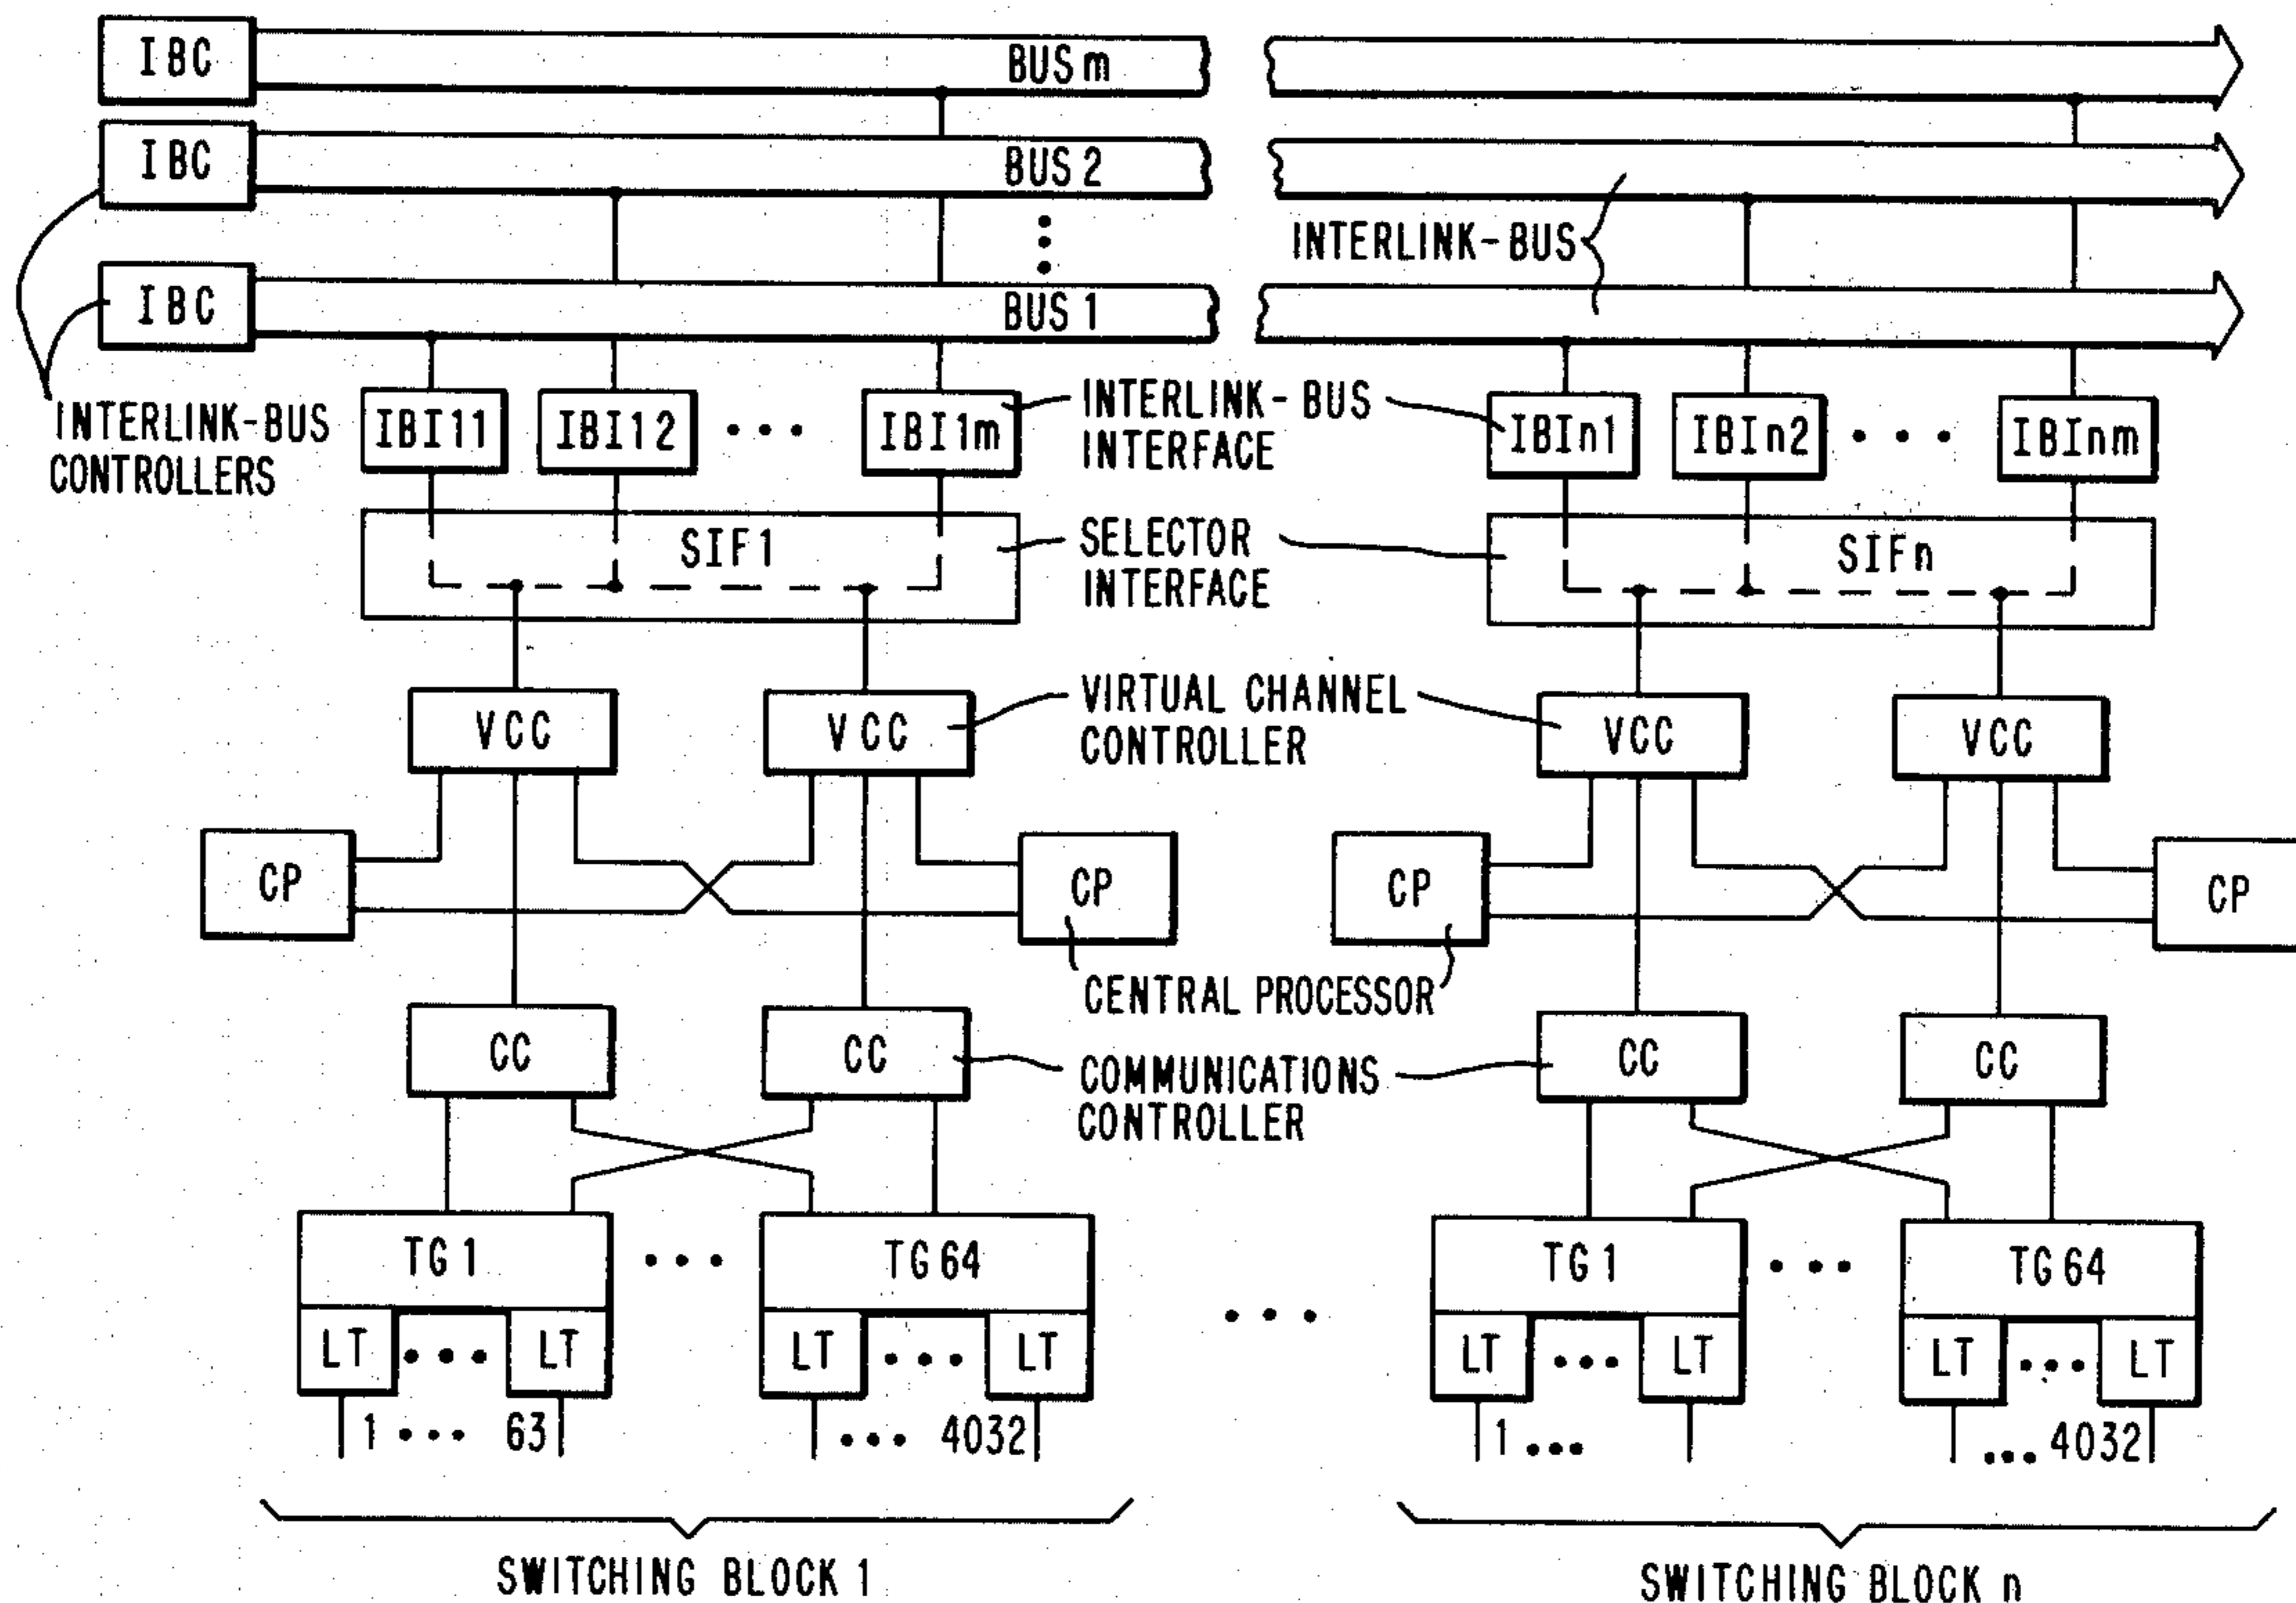 IBC
BUS m
IBC
BUS 2
INTERLINK-BUS
IBC
BUS 1
INTERLINK-BUS
CONTROLLERS
IBI11
IBI12
IBI1m
INTERLINK-BUS
INTERFACE
IBIn1
IBIn2
IBInm
SIF1
SELECTOR
INTERFACE
SIFn
VCC
VCC
VIRTUAL CHANNEL
CONTROLLER
VCC
VCC
CP
CP
CP
CP
CENTRAL PROCESSOR
CC
CC
COMMUNICATIONS
CONTROLLER
CC
CC
TG 1
...
TG 64
TG 1
...
TG 64
LT ... LT
LT ... LT
...
LT ... LT
LT ... LT
1 ... 63
... 4032
1 ...
... 4032
SWITCHING BLOCK 1
SWITCHING BLOCK n